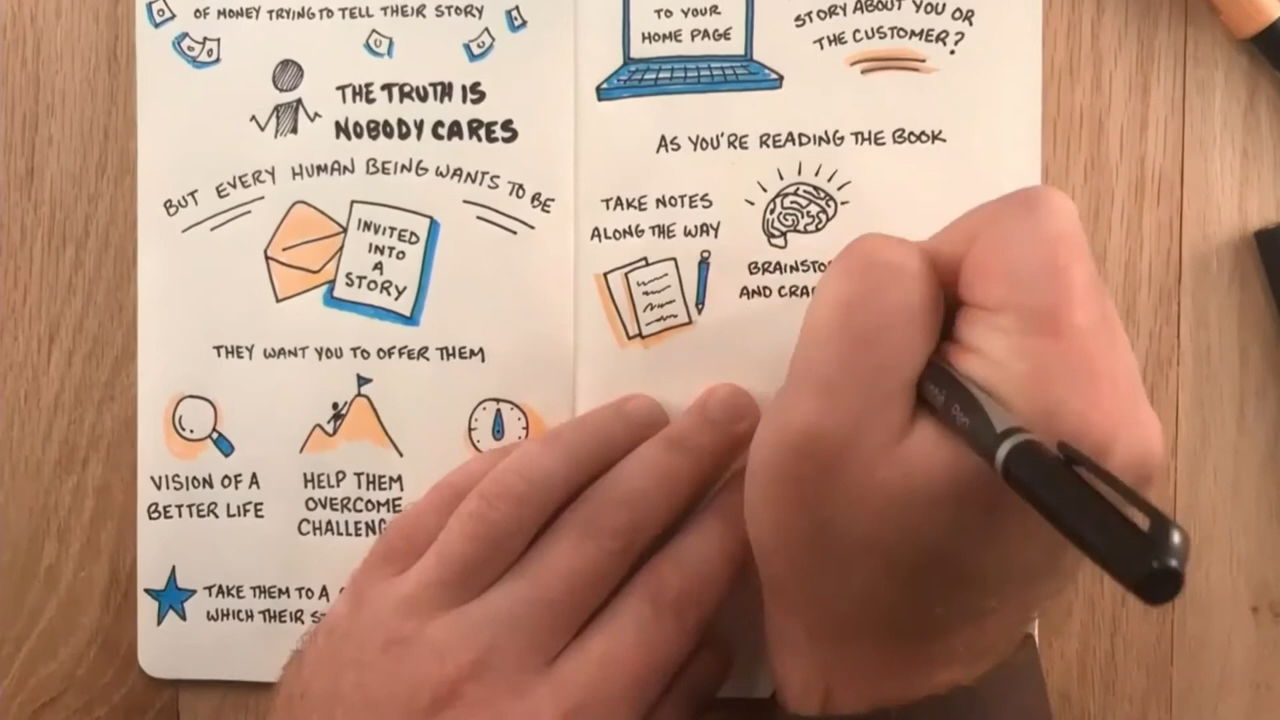 OF MONEY TRYING TO TELL THEIR STORY
THE TRUTH IS
NOBODY CARES
BUT EVERY HUMAN BEING WANTS TO BE
INVITED
INTO
A
STORY
THEY WANT YOU TO OFFER THEM
VISION OF A
BETTER LIFE
HELP THEM
OVERCOME
TAKE THEM TO A
WHICH THEIR
TO YOUR
HOME PAGE
STORY ABOUT YOU OR
THE CUSTOMER?
AS YOU'RE READING THE BOOK
TAKE NOTES
ALONG THE WAY
AND